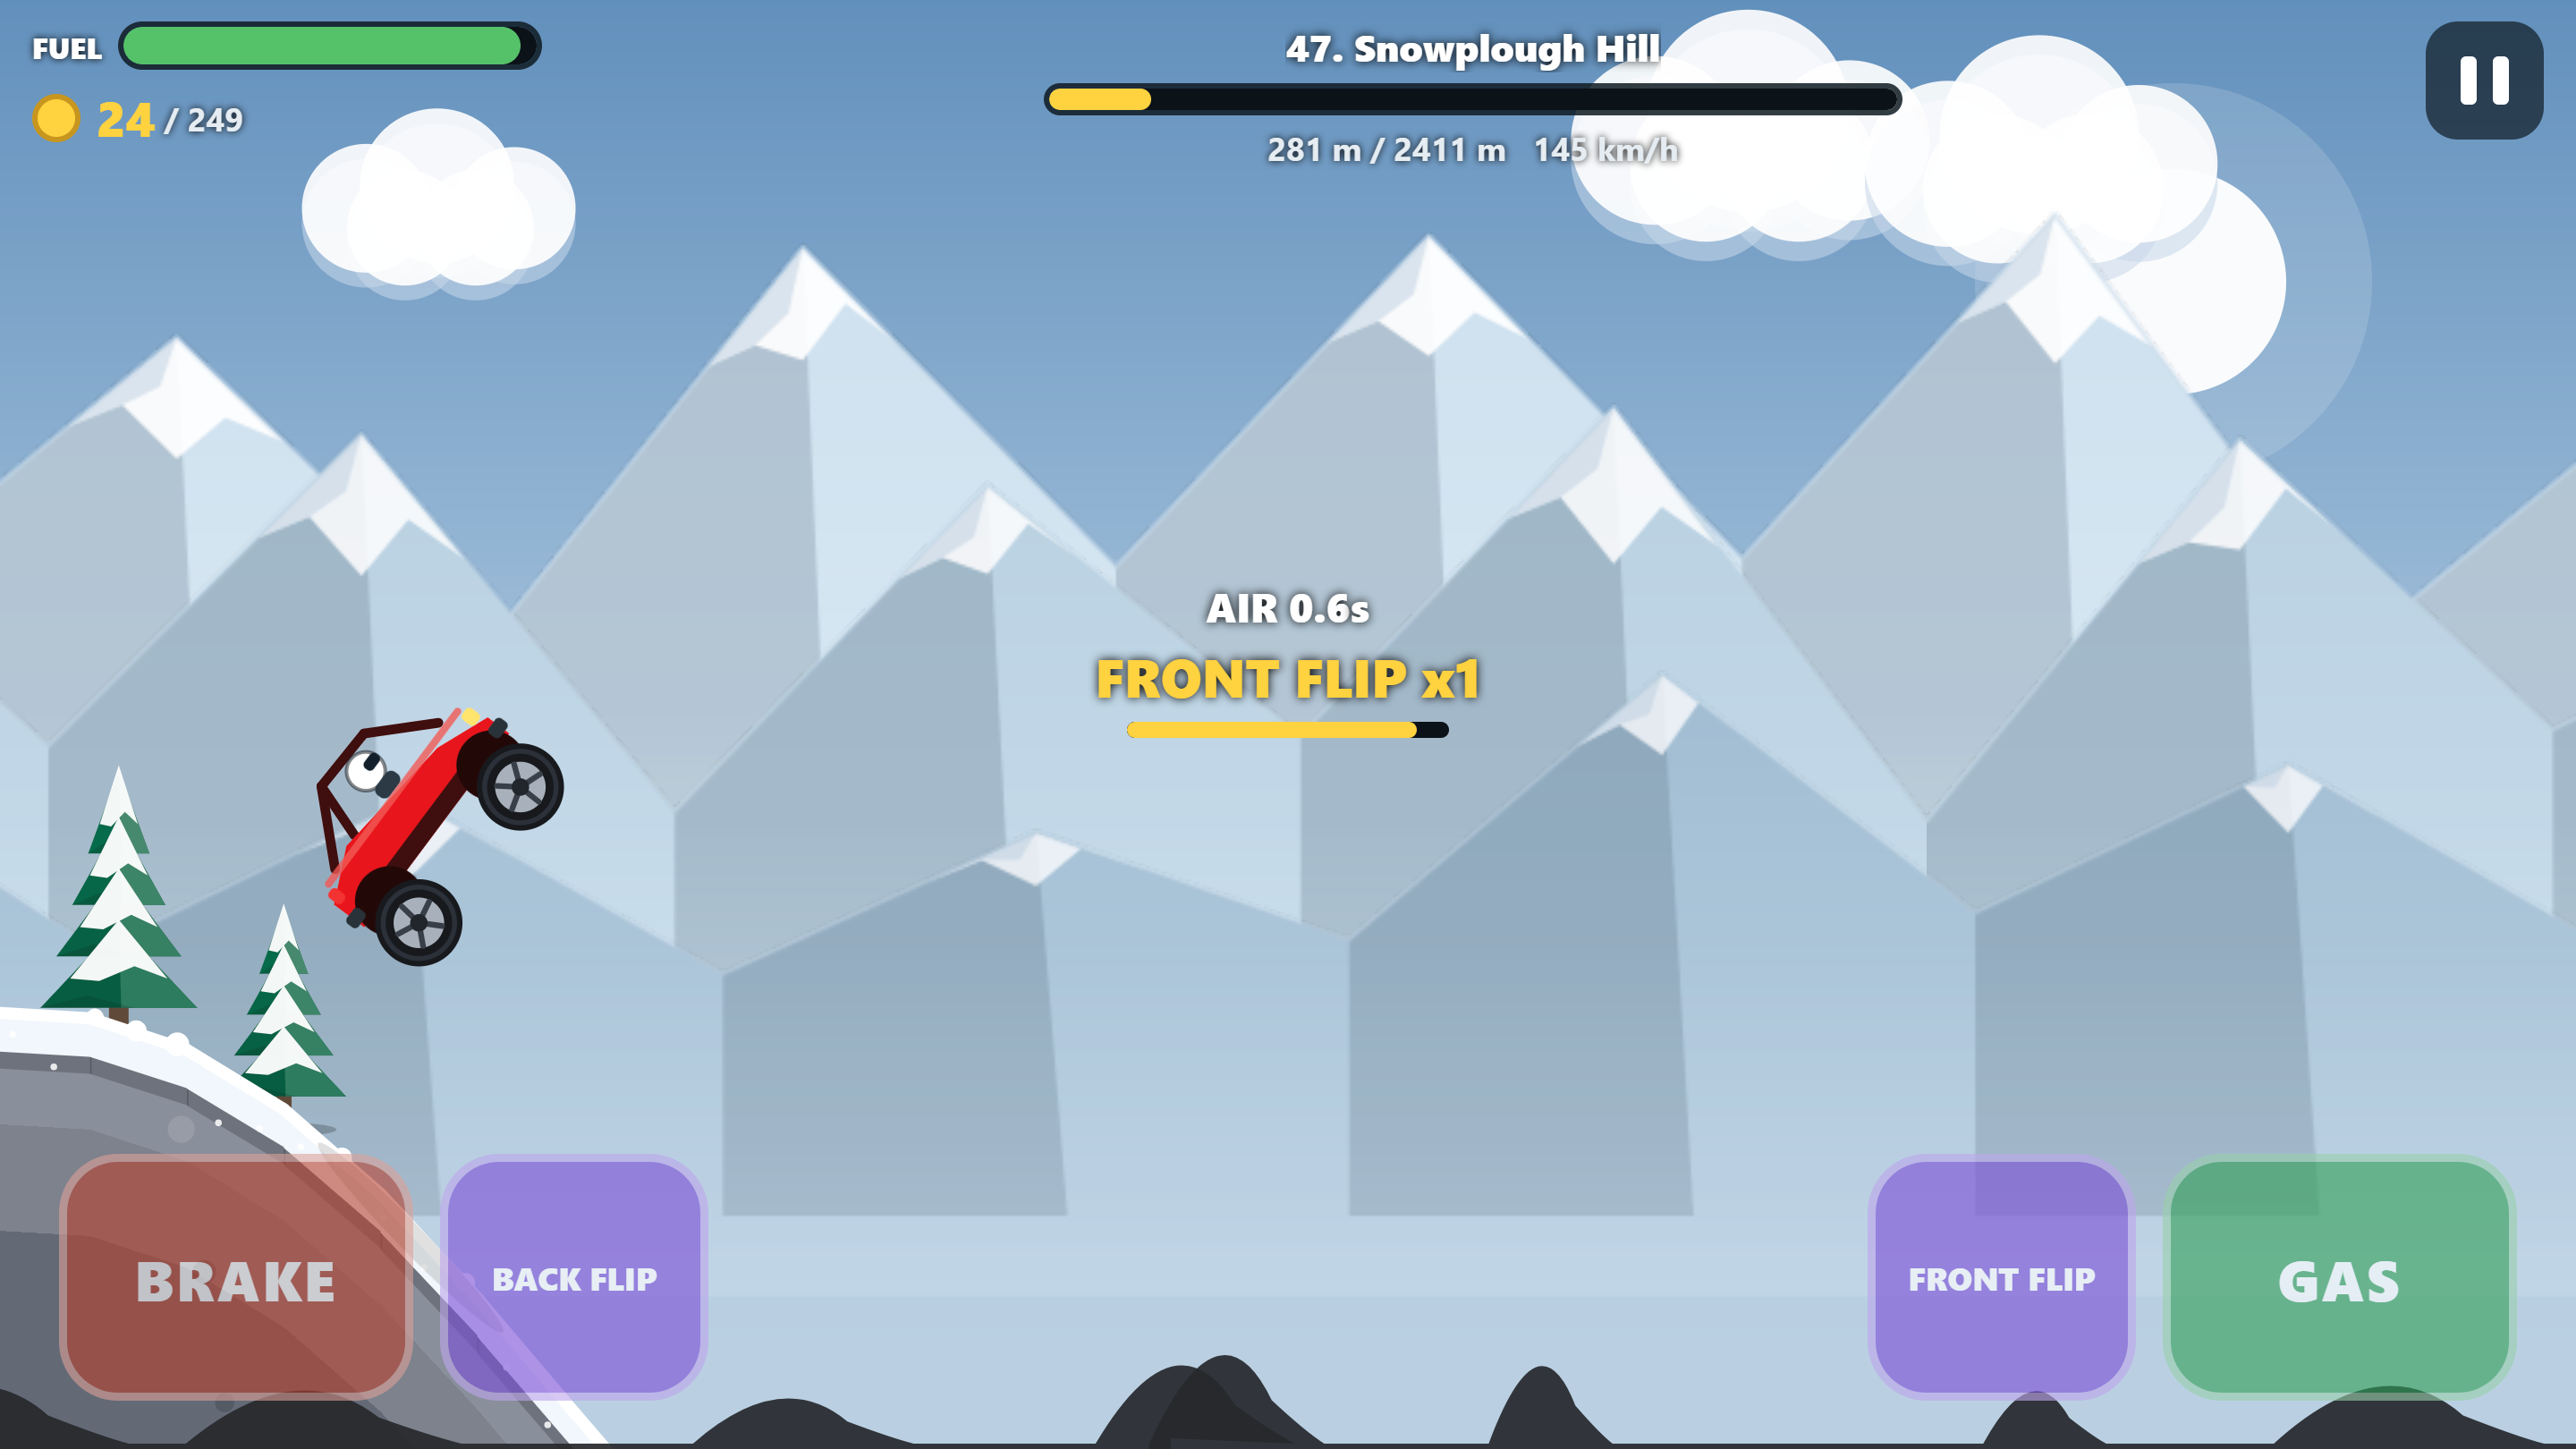 FUEL
24 / 249
47. Snowplough Hill
281 m / 2411 m 145 km/h
AIR 0.6s
FRONT FLIP x1
BRAKE
BACK FLIP
FRONT FLIP
GAS